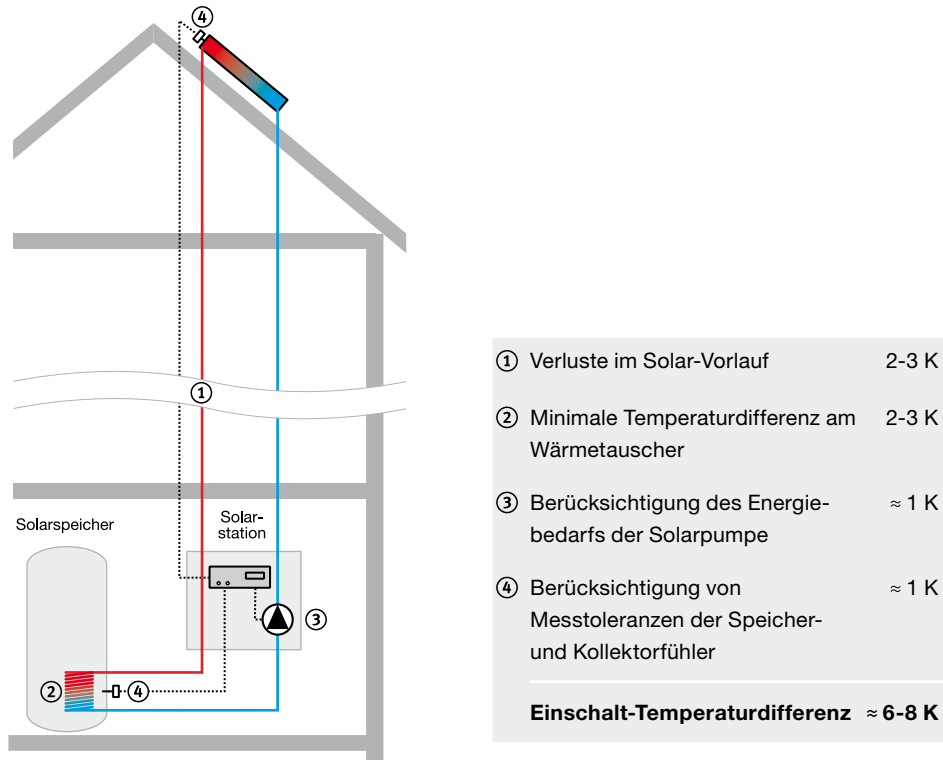 ④
①
Solarspeicher
Solar-
station
③
② ④
① Verluste im Solar-Vorlauf 2-3 K
② Minimale Temperaturdifferenz am 2-3 K
Wärmetauscher
③ Berücksichtigung des Energie- ≈ 1 K
bedarfs der Solarpumpe
④ Berücksichtigung von ≈ 1 K
Messtoleranzen der Speicher-
und Kollektorfühler
Einschalt-Temperaturdifferenz ≈ 6-8 K